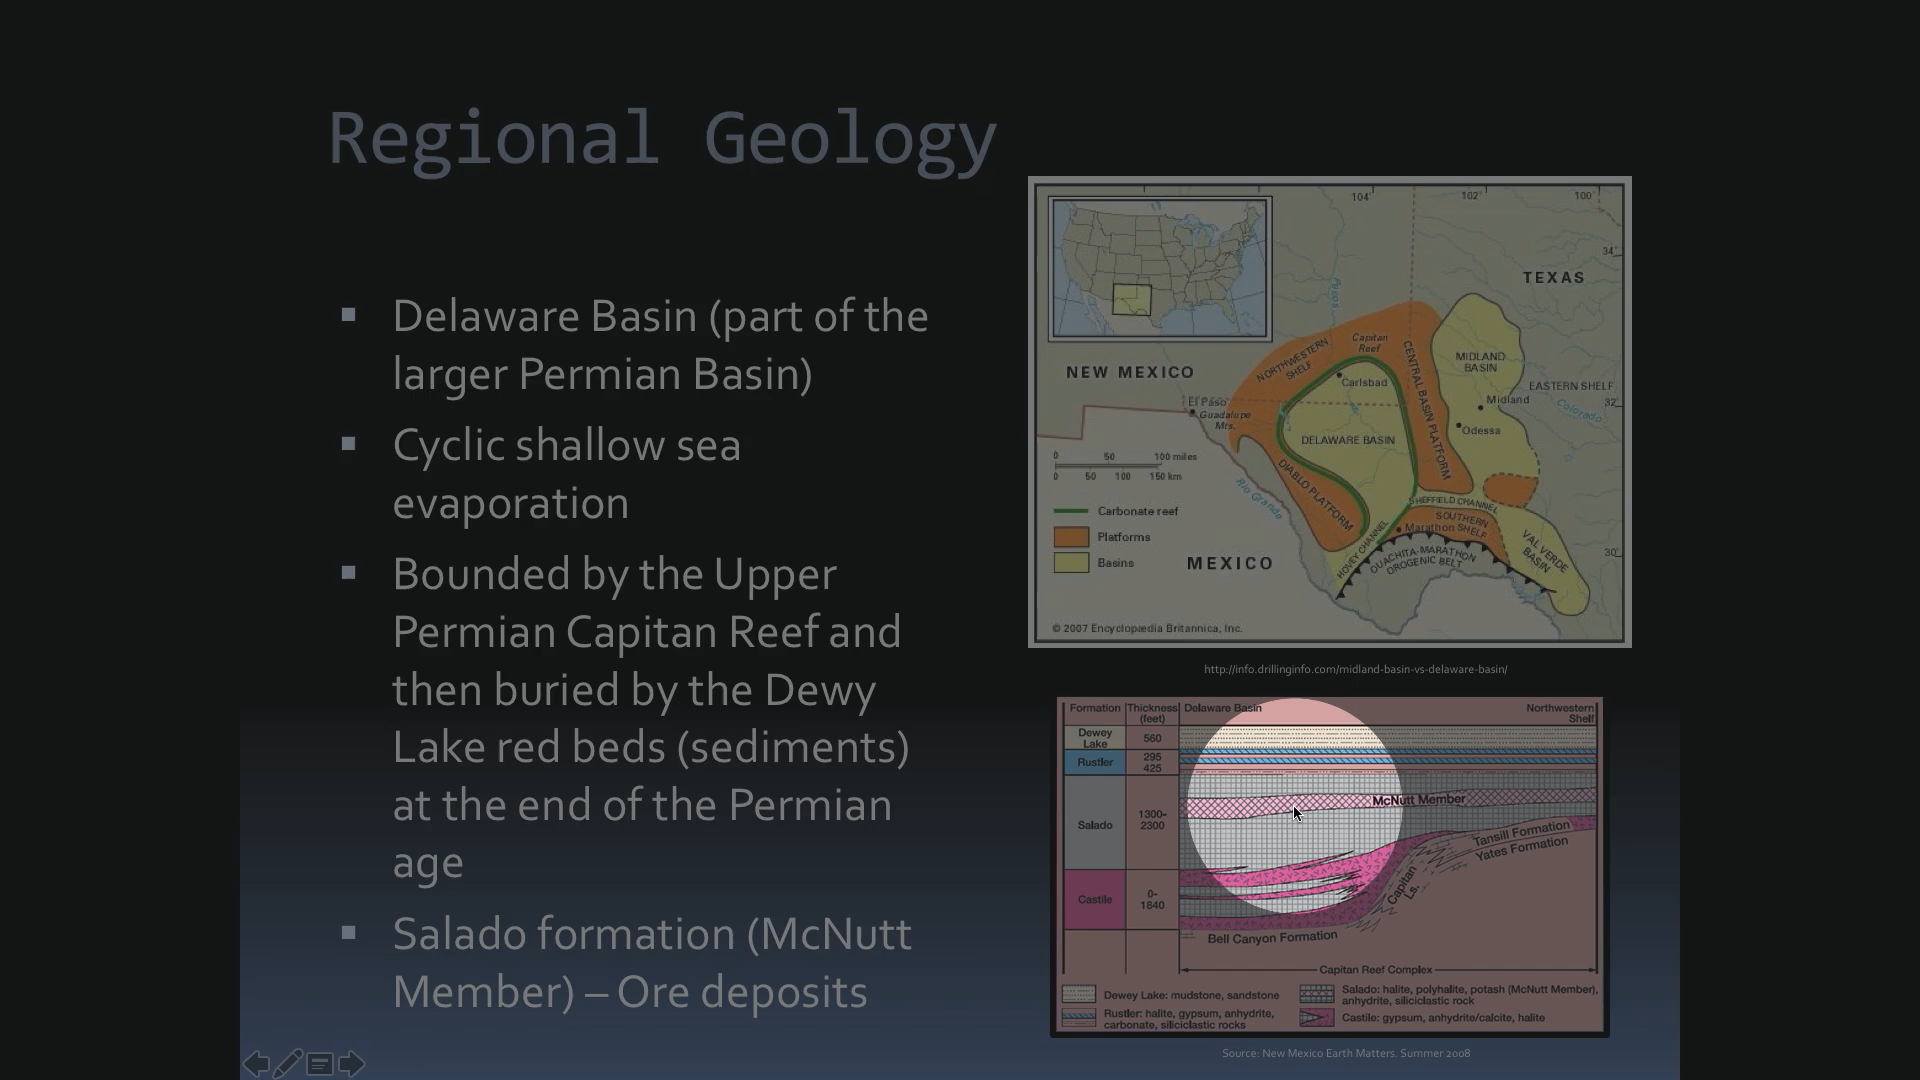 Regional Geology
Delaware Basin (part of the
larger Permian Basin)
Cyclic shallow sea
evaporation
Bounded by the Upper
Permian Capitan Reef and
then buried by the Dewy
Lake red beds (sediments)
at the end of the Permian
age
Salado formation (McNutt
Member) – Ore deposits
104°
102°
100°
34°
TEXAS
Pecos
Capitan
Reef
NORTHWESTERN
SHELF
CENTRAL BASIN PLATFORM
MIDLAND
BASIN
NEW MEXICO
Carlsbad
EASTERN SHELF
El Paso
Guadalupe
Mts.
Midland
32°
Colorado
Odessa
DELAWARE BASIN
0 50 100 miles
0 50 100 150 km
DIABLO PLATFORM
Rio Grande
SHEFFIELD CHANNEL
Carbonate reef
SOUTHERN
SHELF
Marathon
Platforms
HOVEY CHANNEL
OUACHITA-MARATHON
OROGENIC BELT
VAL VERDE
BASIN
30°
Basins
MEXICO
© 2007 Encyclopædia Britannica, Inc.
http://info.drillinginfo.com/midland-basin-vs-delaware-basin/
Formation
Thickness
(feet)
Delaware Basin
Northwestern
Shelf
Dewey
Lake
560
Rustler
295
425
McNutt Member
Salado
1300-
2300
Tansill Formation
Yates Formation
Capitan
Ls.
Castile
0-
1840
Bell Canyon Formation
Capitan Reef Complex
Dewey Lake: mudstone, sandstone
Rustler: halite, gypsum, anhydrite,
carbonate, siliciclastic rocks
Salado: halite, polyhalite, potash (McNutt Member),
anhydrite, siliciclastic rock
Castile: gypsum, anhydrite/calcite, halite
Source: New Mexico Earth Matters. Summer 2008